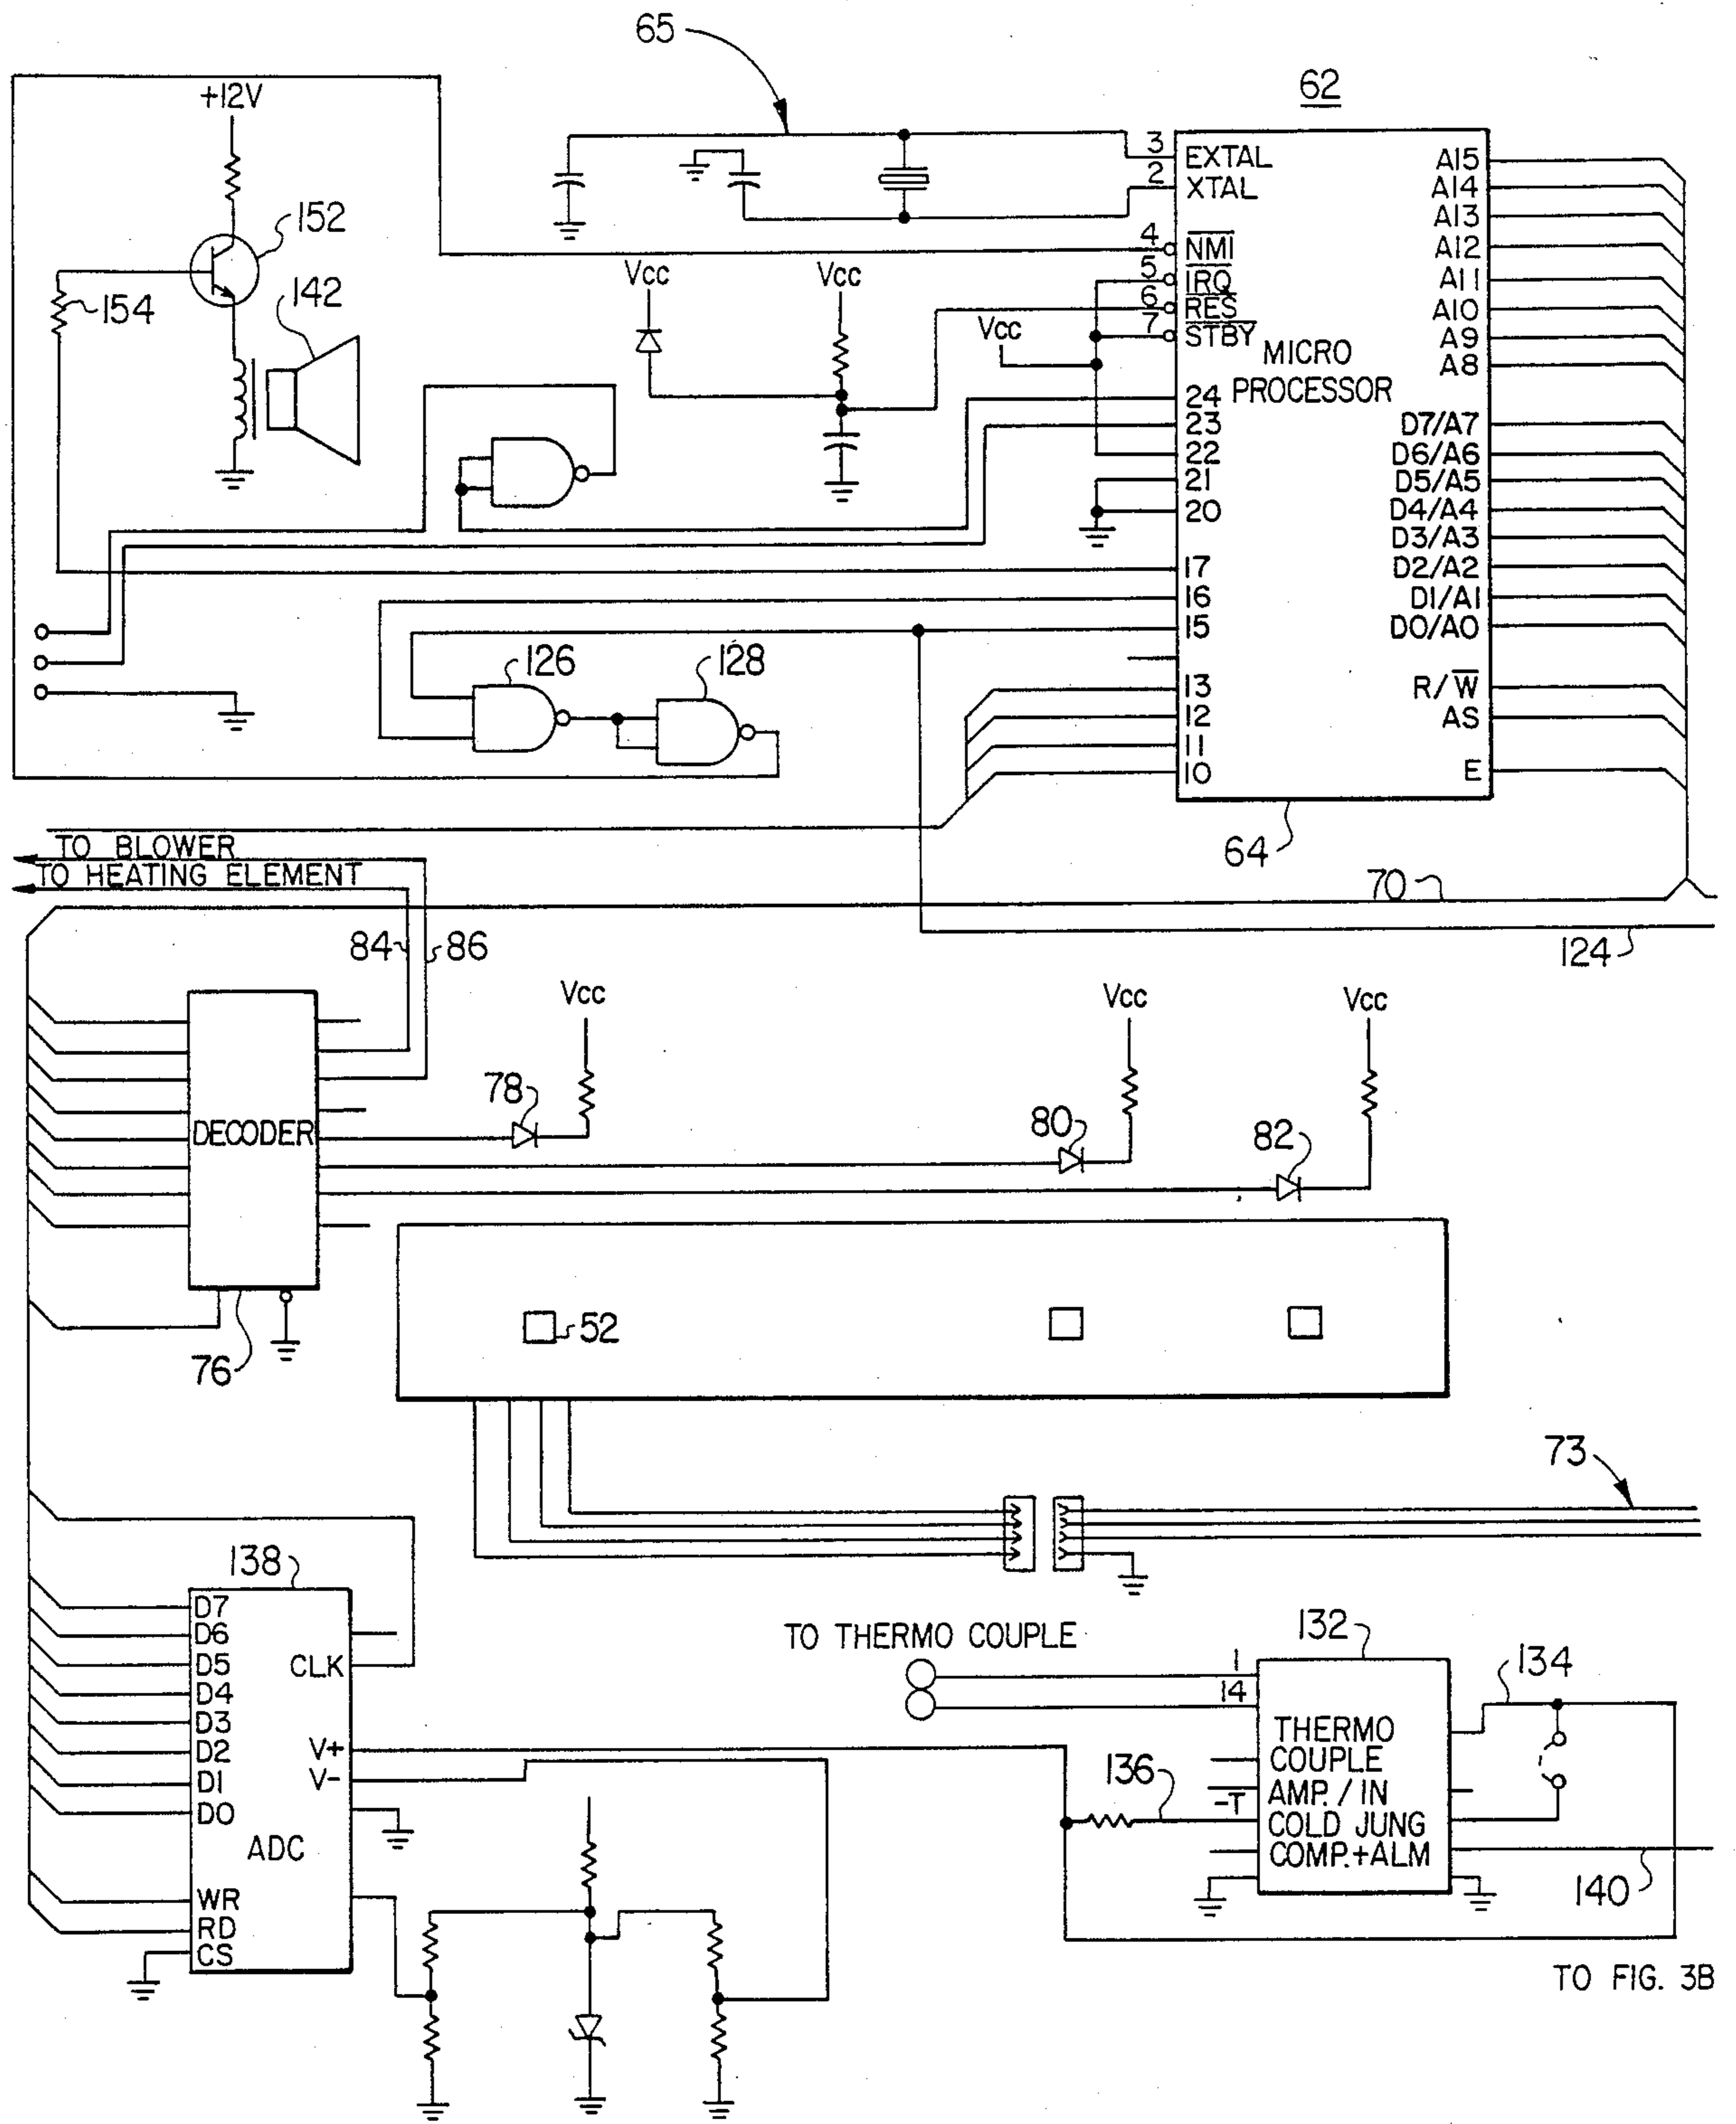 65
62
+12V
152
142
154
3
EXTAL
2
XTAL
4
NMI
5
IRQ
6
RES
7
STBY
Vcc
Vcc
Vcc
MICRO
PROCESSOR
24
23
22
21
20
17
16
15
13
12
11
10
A15
A14
A13
A12
A11
A10
A9
A8
D7/A7
D6/A6
D5/A5
D4/A4
D3/A3
D2/A2
D1/A1
D0/A0
R/W
AS
E
126
128
64
TO BLOWER
TO HEATING ELEMENT
70
84
86
124
Vcc
Vcc
Vcc
DECODER
78
80
82
52
76
73
138
D7
D6
D5
D4
D3
D2
D1
D0
CLK
V+
V-
ADC
WR
RD
CS
TO THERMO COUPLE
132
1
14
134
THERMO
COUPLE
AMP./IN
COLD JUNG
COMP.+ALM
-T
136
140
TO FIG. 3B